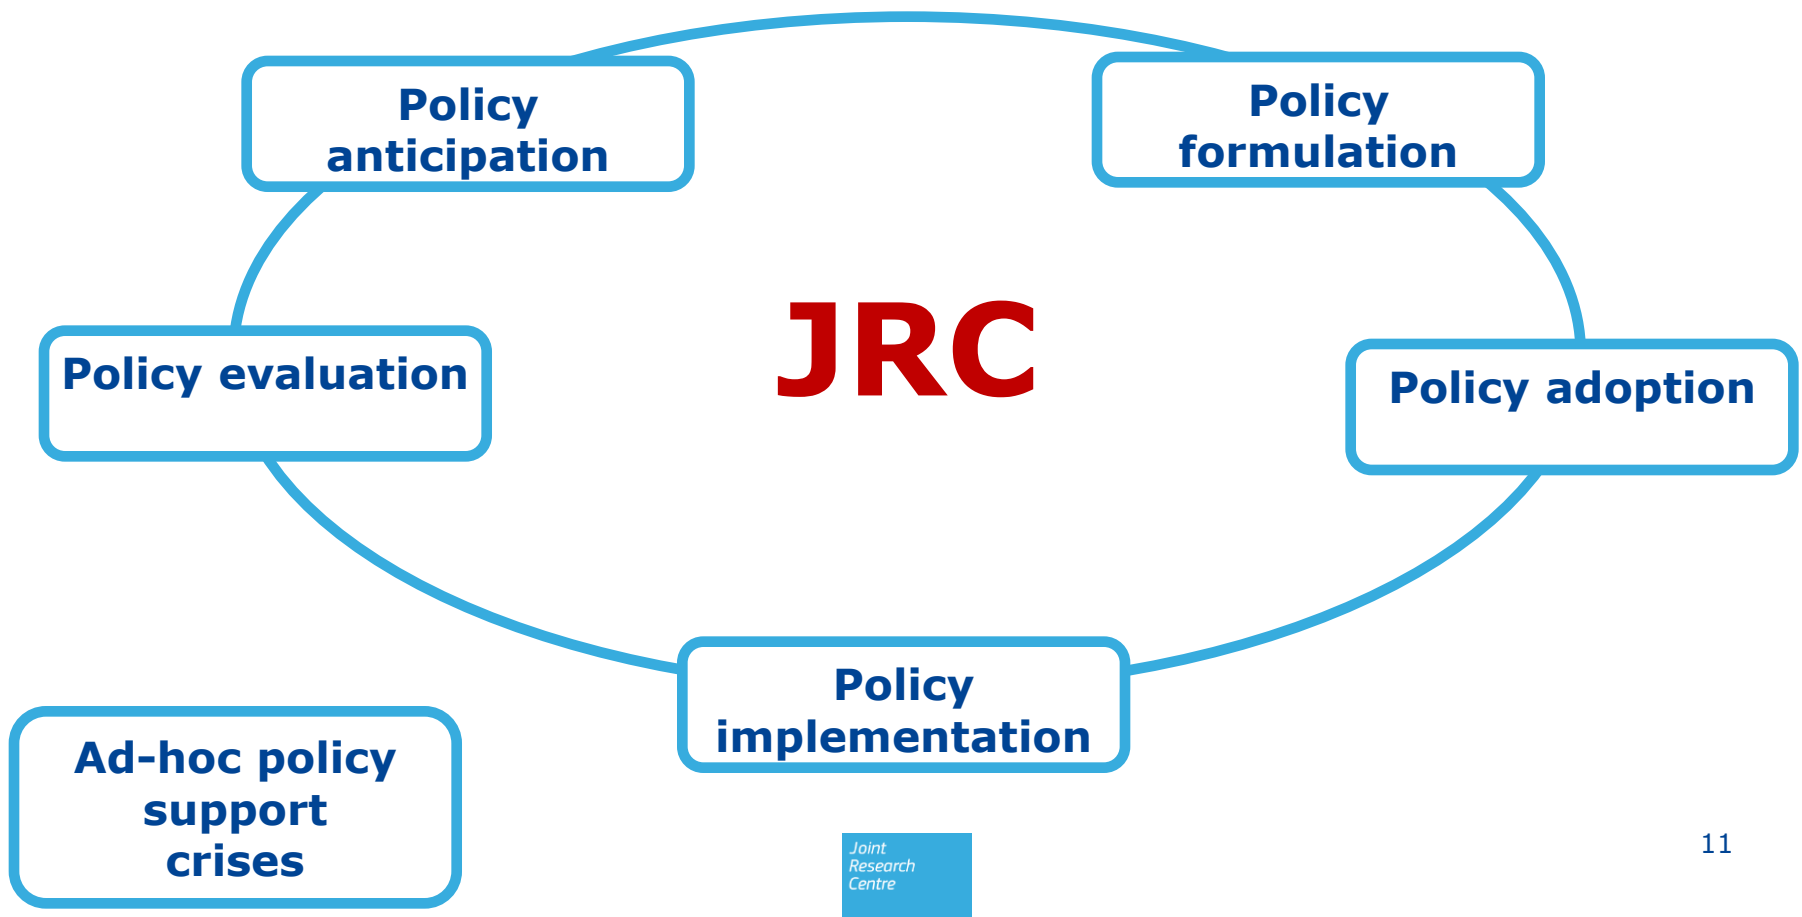 Policy
anticipation
Policy
formulation
JRC
Policy evaluation
Policy adoption
Policy
implementation
Ad-hoc policy
support
crises
Joint
Research
Centre
11